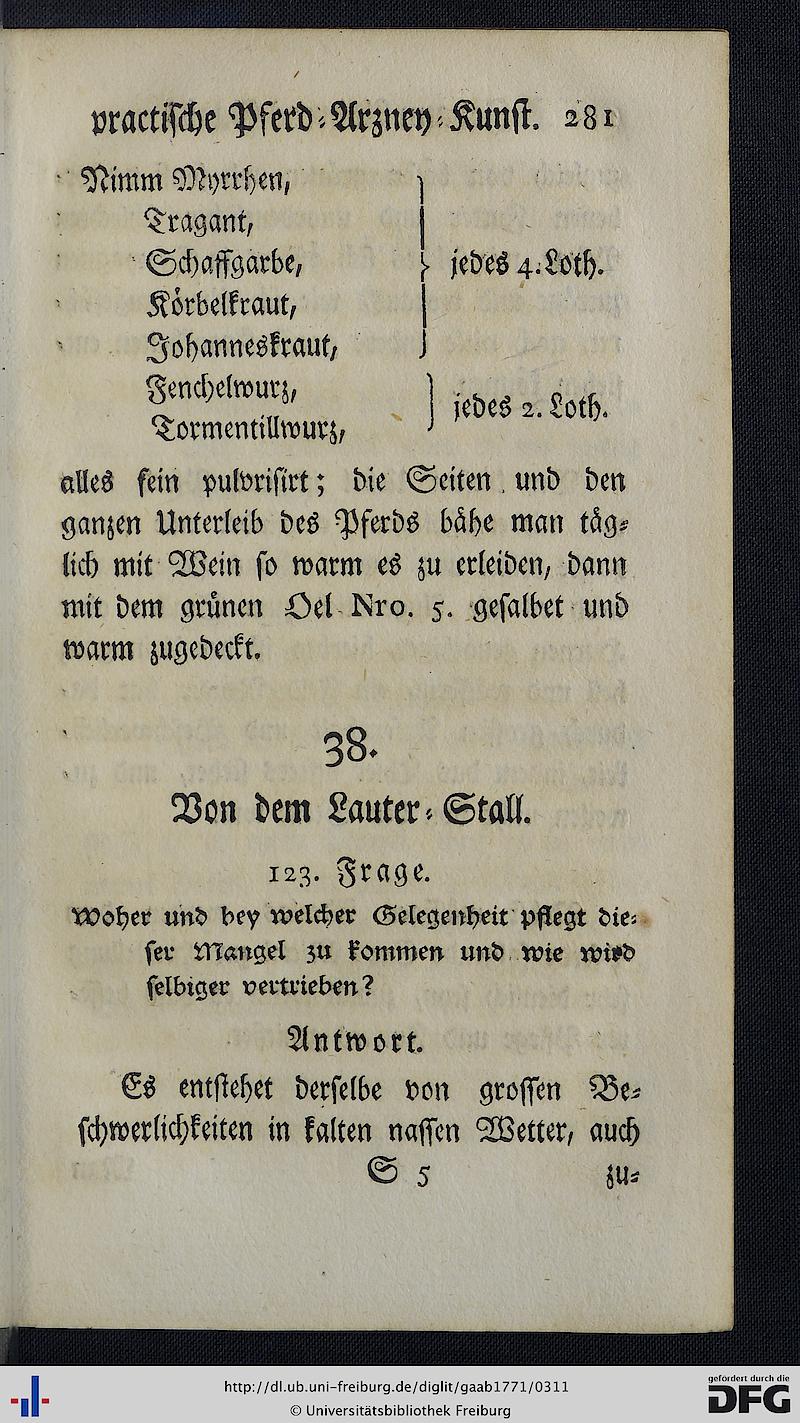 practische Pferd-Arzney-Kunst. 281
Nimm Myrrhen,
Tragant,
Schaffgarbe,
jedes 4. Loth.
Körbelkraut,
Johanneskraut,
Fenchelwurz,
jedes 2. Loth.
Tormentillwurz,
alles fein pulvrisirt; die Seiten und den
ganzen Unterleib des Pferds bähe man täg-
lich mit Wein so warm es zu erleiden, dann
mit dem grünen Oel Nro. 5. gesalbet und
warm zugedeckt.
38.
Von dem Lauter-Stall.
123. Frage.
Woher und bey welcher Gelegenheit pflegt die-
ser Mangel zu kommen und wie wird
selbiger vertrieben?
Antwort.
Es entstehet derselbe von grossen Be-
schwerlichkeiten in kalten nassen Wetter, auch
S 5 zu-
http://dl.ub.uni-freiburg.de/diglit/gaab1771/0311
© Universitätsbibliothek Freiburg
gefördert durch die
DFG